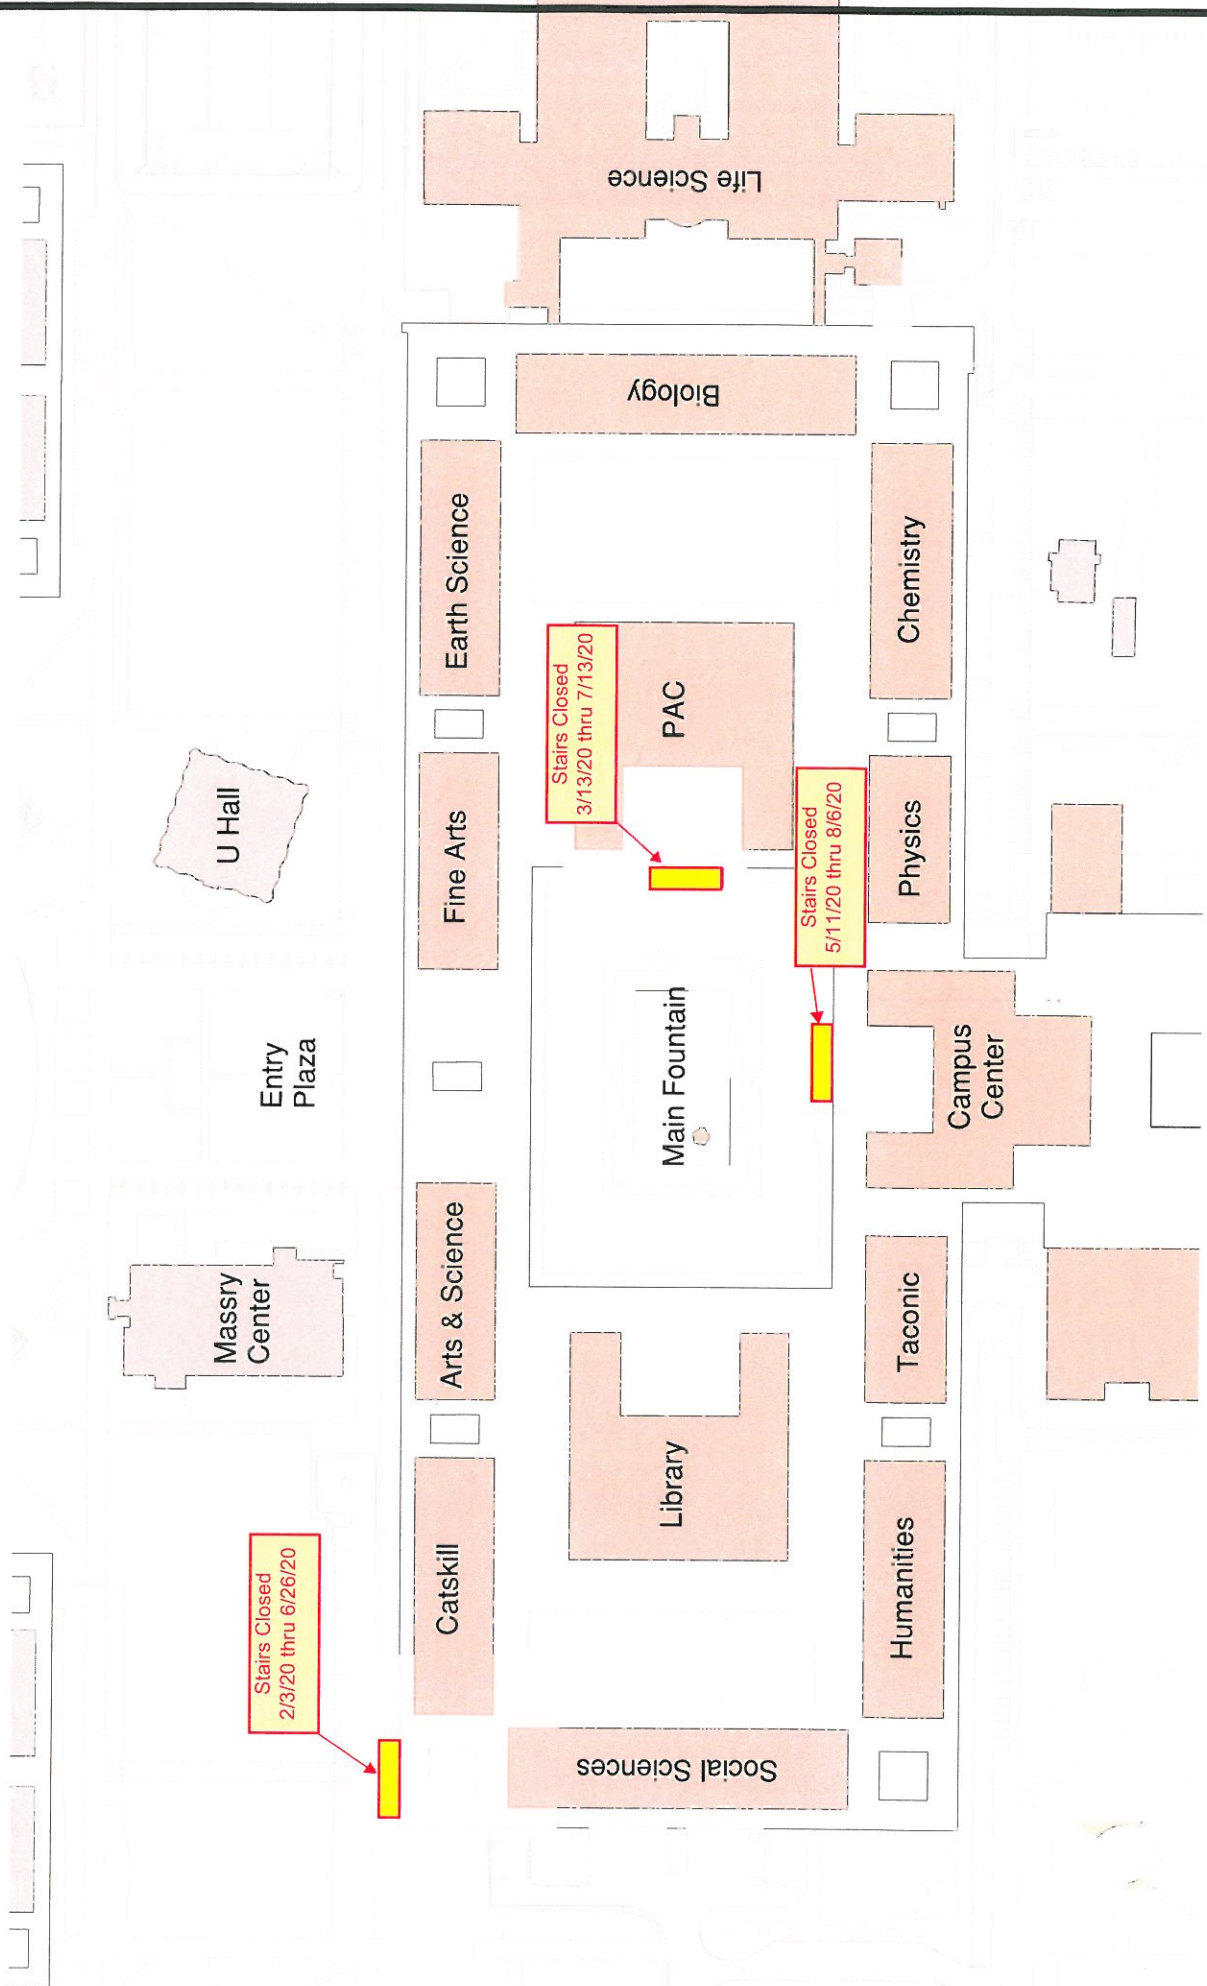 Life Science
Biology
Earth Science
Chemistry
Stairs Closed
3/13/20 thru 7/13/20
PAC
U Hall
Fine Arts
Stairs Closed
5/11/20 thru 8/6/20
Physics
Entry
Plaza
Main Fountain
Campus
Center
Massry
Center
Arts & Science
Taconic
Library
Stairs Closed
2/3/20 thru 6/26/20
Catskill
Humanities
Social Sciences